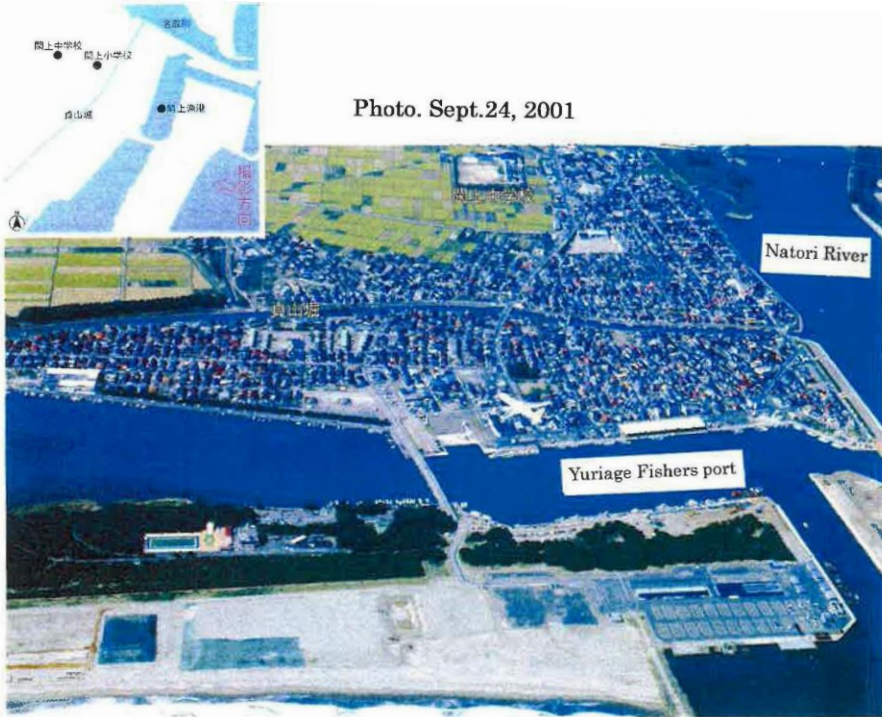 名取川
閖上中学校
閖上小学校
貞山堀
閖上漁港
撮影方向
N
Photo. Sept.24, 2001
閖上中学校
Natori River
貞山堀
Yuriage Fishers port